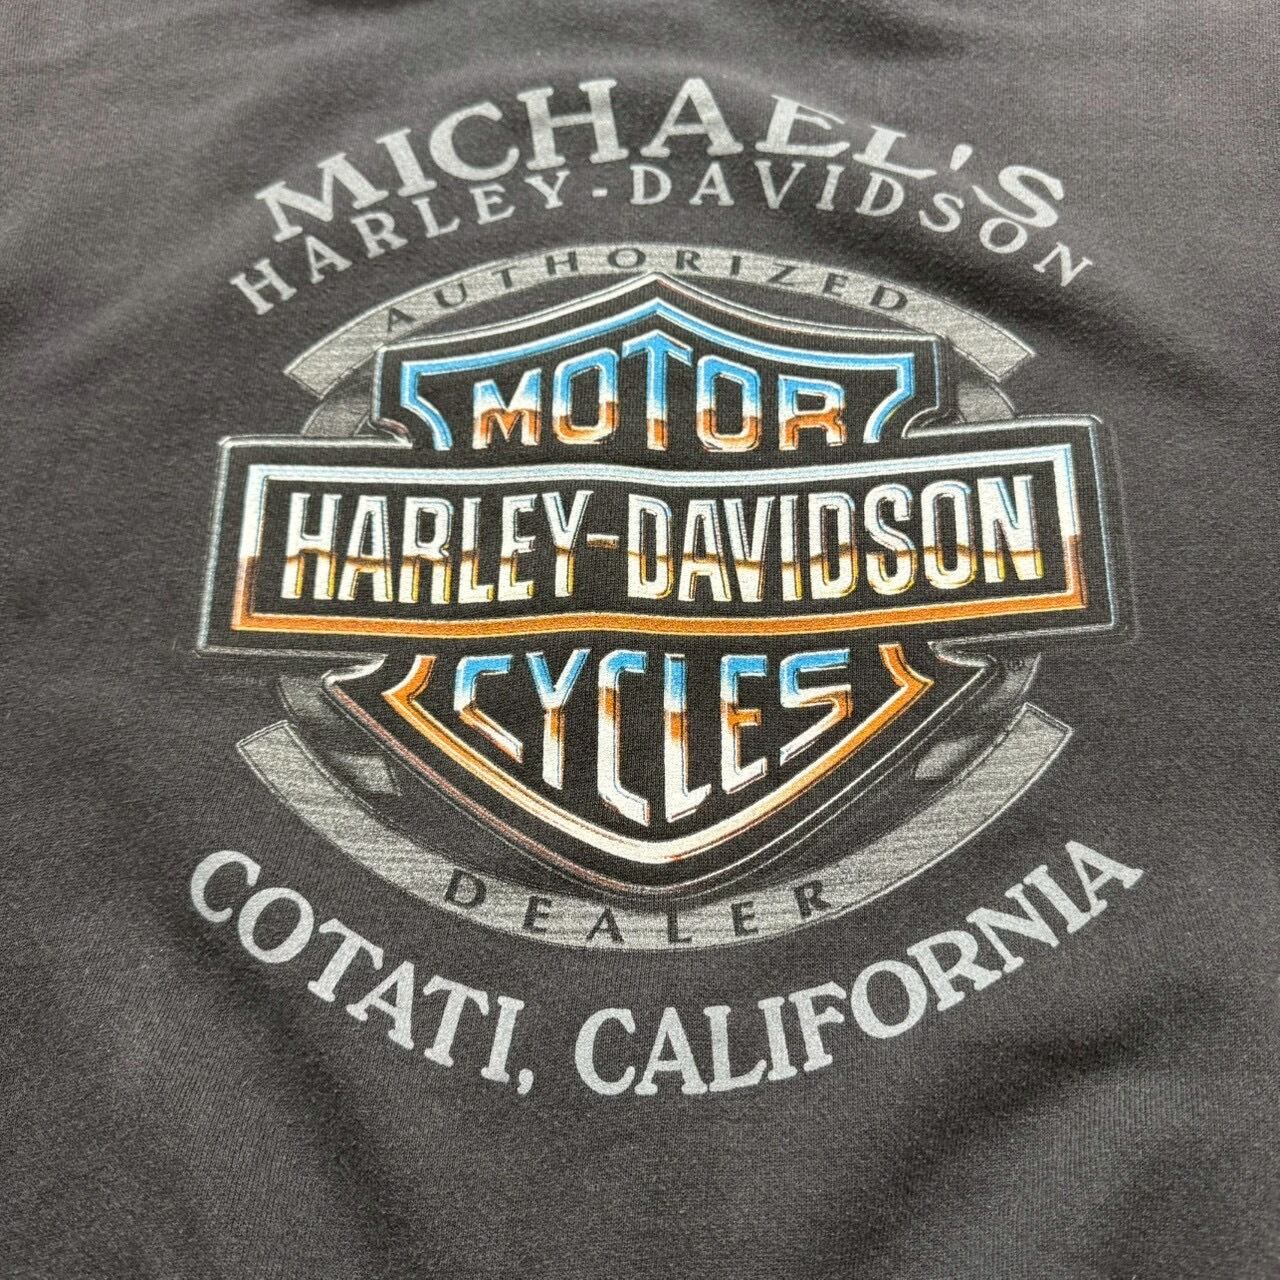 MICHAEL'S
HARLEY-DAVIDSON
AUTHORIZED
MOTOR
HARLEY-DAVIDSON
CYCLES
®
DEALER
COTATI, CALIFORNIA